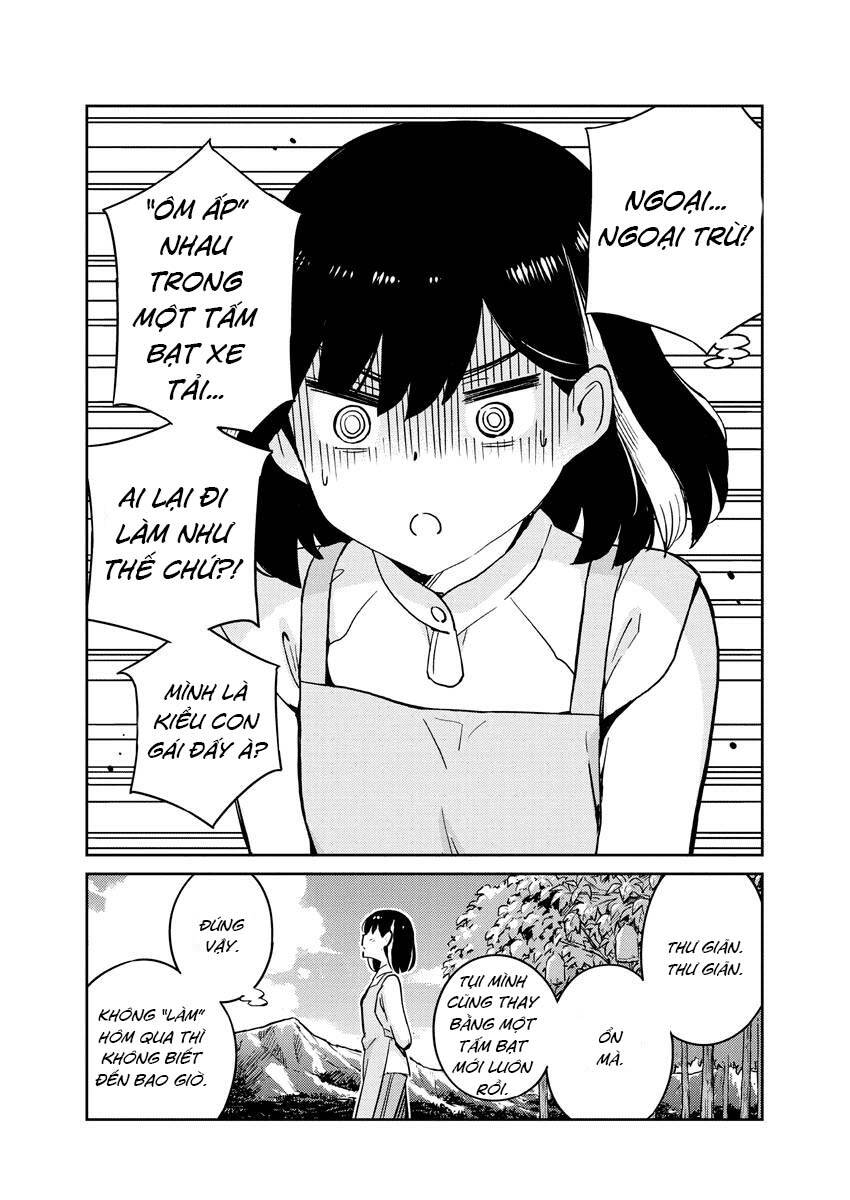 NGOẠI...
NGOẠI TRỪ!
"ÔM ẤP"
NHAU
TRONG
MỘT TẤM
BẠT XE
TẢI...
AI LẠI ĐI
LÀM NHƯ
THẾ CHỨ?!
MÌNH LÀ
KIỂU CON
GÁI ĐẤY À?
THƯ GIÃN.
THƯ GIÃN.
ỔN
MÀ.
TỤI MÌNH
CŨNG THAY
BẰNG MỘT
TẤM BẠT
MỚI LUÔN
RỒI.
ĐÚNG
VẬY.
KHÔNG "LÀM"
HÔM QUA THÌ
KHÔNG BIẾT
ĐẾN BAO GIỜ.